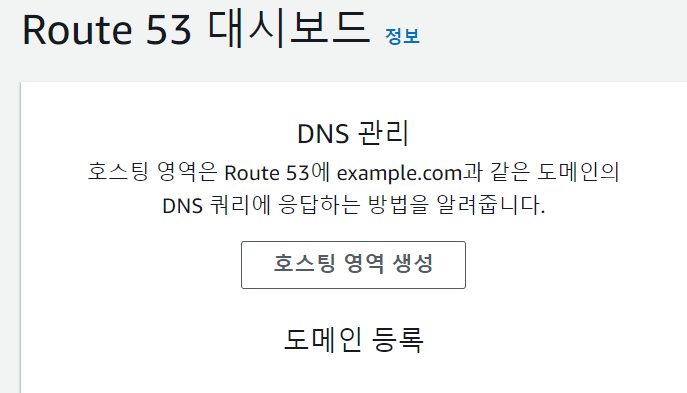 Route 53 대시보드 정보
DNS 관리
호스팅 영역은 Route 53에 example.com과 같은 도메인의
DNS 쿼리에 응답하는 방법을 알려줍니다.
호스팅 영역 생성
도메인 등록